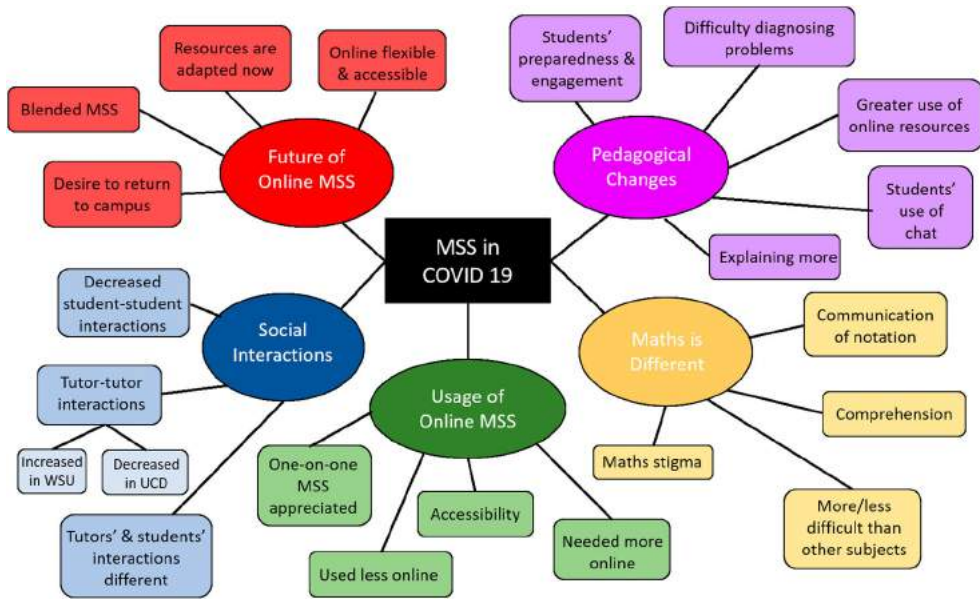 Resources are
adapted now
Online flexible
& accessible
Blended MSS
Future of
Online MSS
Desire to return
to campus
Students'
preparedness &
engagement
Difficulty diagnosing
problems
Greater use of
online resources
Pedagogical
Changes
Students'
use of
chat
Explaining more
MSS in
COVID 19
Decreased
student-student
interactions
Social
Interactions
Tutor-tutor
interactions
Increased
in WSU
Decreased
in UCD
Tutors' & students'
interactions
different
Usage of
Online MSS
One-on-one
MSS
appreciated
Used less online
Accessibility
Needed more
online
Maths is
Different
Communication
of notation
Comprehension
Maths stigma
More/less
difficult than
other subjects